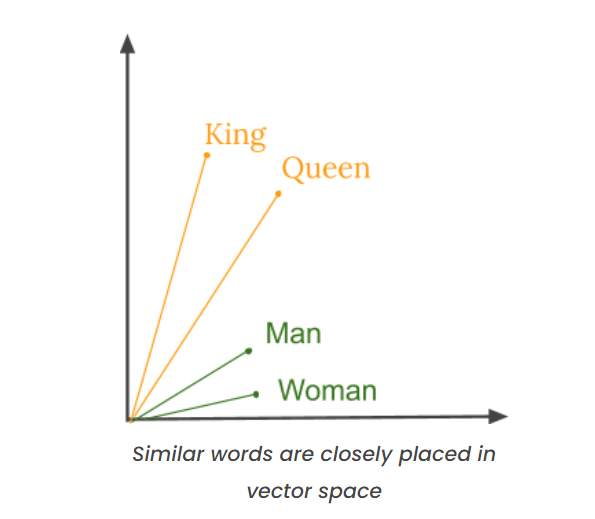 King
Queen
Man
Woman
Similar words are closely placed in
vector space